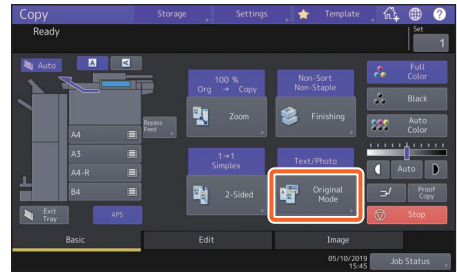 Copy
Storage
Settings
Template
?
Ready
Set
1
Auto
A
A
100 %
Org → Copy
Non-Sort
Non-Staple
Full
Color
Zoom
Finishing
Black
Bypass
Feed
Auto
Color
A4
A3
A4-R
B4
1→1
Simplex
Text/Photo
Auto
2-Sided
Original
Mode
Proof
Copy
Exit
Tray
APS
Stop
Basic
Edit
Image
05/10/2019
15:45
Job Status